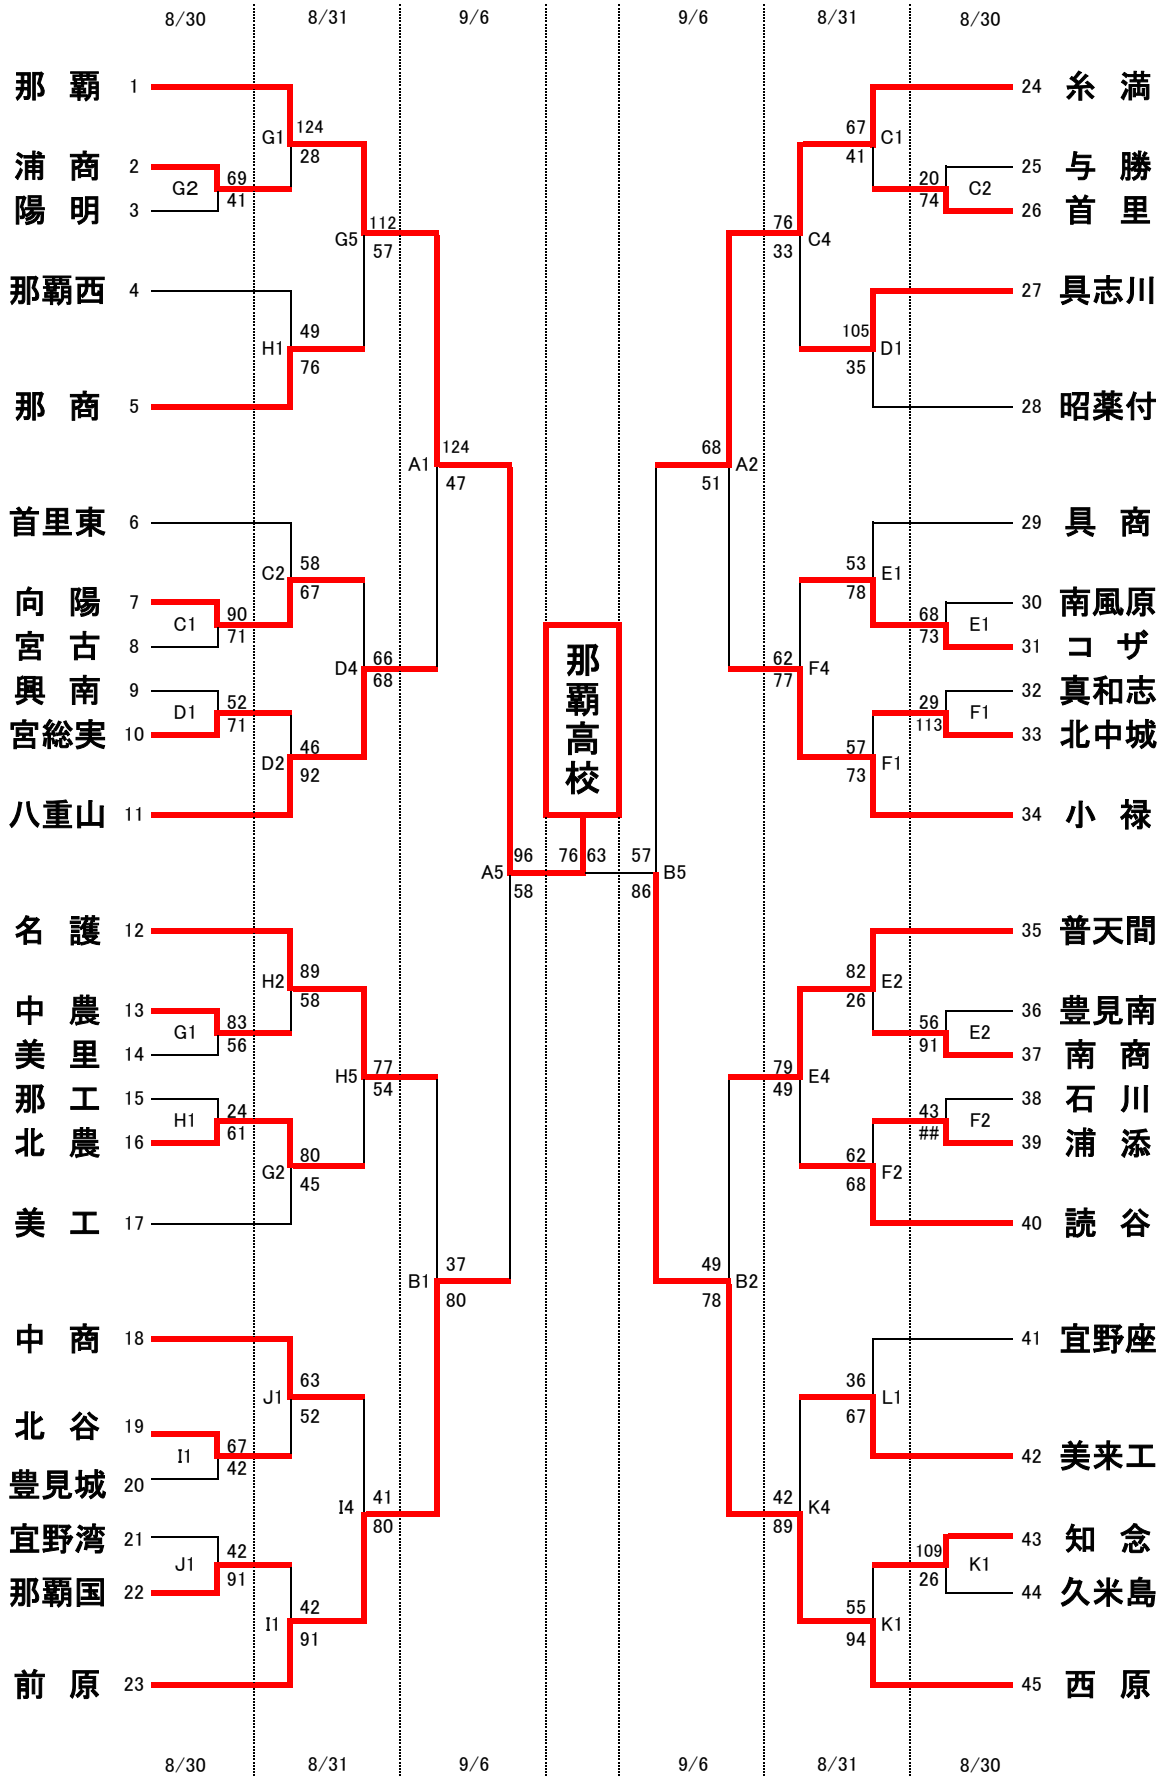 8/30 8/31 9/6 9/6 8/31 8/30
那覇 1
浦商 2
陽明 3
那覇西 4
那商 5
首里東 6
向陽 7
宮古 8
興南 9
宮総実 10
八重山 11
名護 12
中農 13
美里 14
那工 15
北農 16
美工 17
中商 18
北谷 19
豊見城 20
宜野湾 21
那覇国 22
前原 23
G2 69 41
C1 90 71
D1 52 71
G1 83 56
H1 24 61
I1 67 42
J1 42 91
G1 124 28
H1 49 76
C2 58 67
D2 46 92
H2 89 58
G2 80 45
J1 63 52
I1 42 91
G5 112 57
D4 66 68
H5 77 54
I4 41 80
A1 124 47
B1 37 80
A5 96 58
那覇高校
76 63
57 86 B5
68 51 A2
49 78 B2
76 33 C4
62 77 F4
79 49 E4
42 89 K4
67 41 C1
105 35 D1
53 78 E1
57 73 F1
82 26 E2
62 68 F2
36 67 L1
55 94 K1
20 74 C2
68 73 E1
29 113 F1
56 91 E2
43 ## F2
109 26 K1
24 糸満
25 与勝
26 首里
27 具志川
28 昭薬付
29 具商
30 南風原
31 コザ
32 真和志
33 北中城
34 小禄
35 普天間
36 豊見南
37 南商
38 石川
39 浦添
40 読谷
41 宜野座
42 美来工
43 知念
44 久米島
45 西原
8/30 8/31 9/6 9/6 8/31 8/30